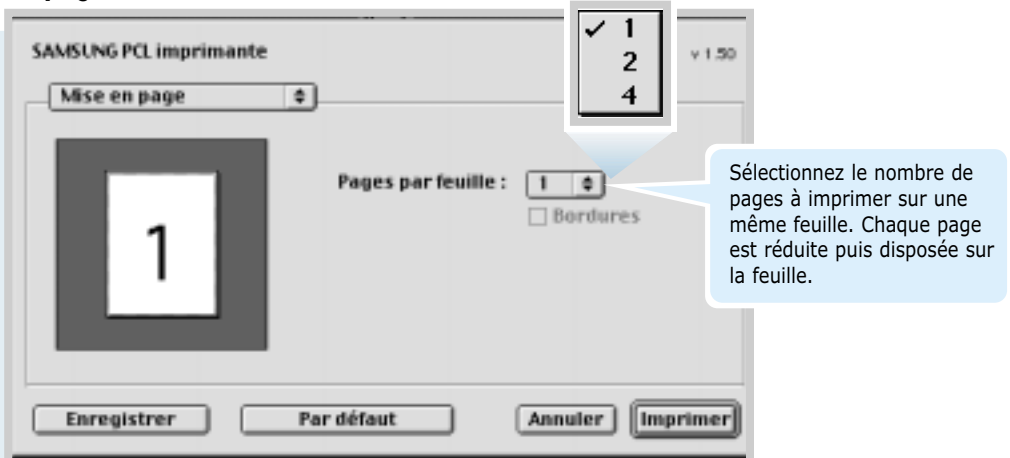 SAMSUNG PCL imprimante
v 1.50
✓ 1
2
4
Mise en page
1
Pages par feuille : 1
Bordures
Sélectionnez le nombre de
pages à imprimer sur une
même feuille. Chaque page
est réduite puis disposée sur
la feuille.
Enregistrer Par défaut Annuler Imprimer